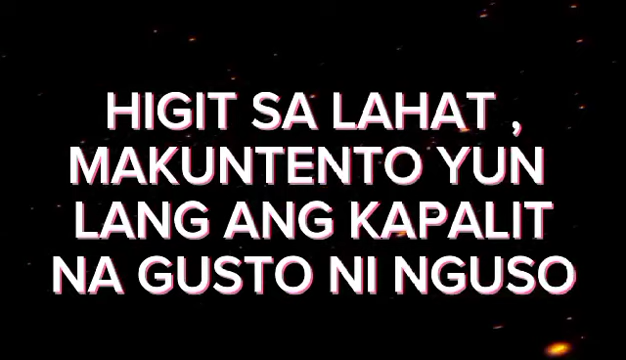 HIGIT SA LAHAT ,
MAKUNTENTO YUN
LANG ANG KAPALIT
NA GUSTO NI NGUSO